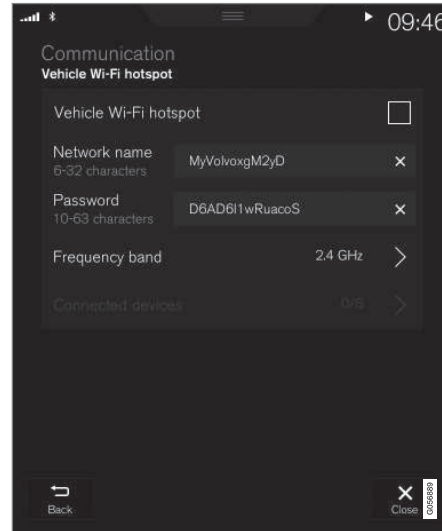 09:46
Communication
Vehicle Wi-Fi hotspot
Vehicle Wi-Fi hotspot
Network name
6-32 characters
MyVolvoxgM2yD
Password
10-63 characters
D6AD6I1wRuacoS
Frequency band
2.4 GHz
Connected devices
0/8
Back
Close
G056889